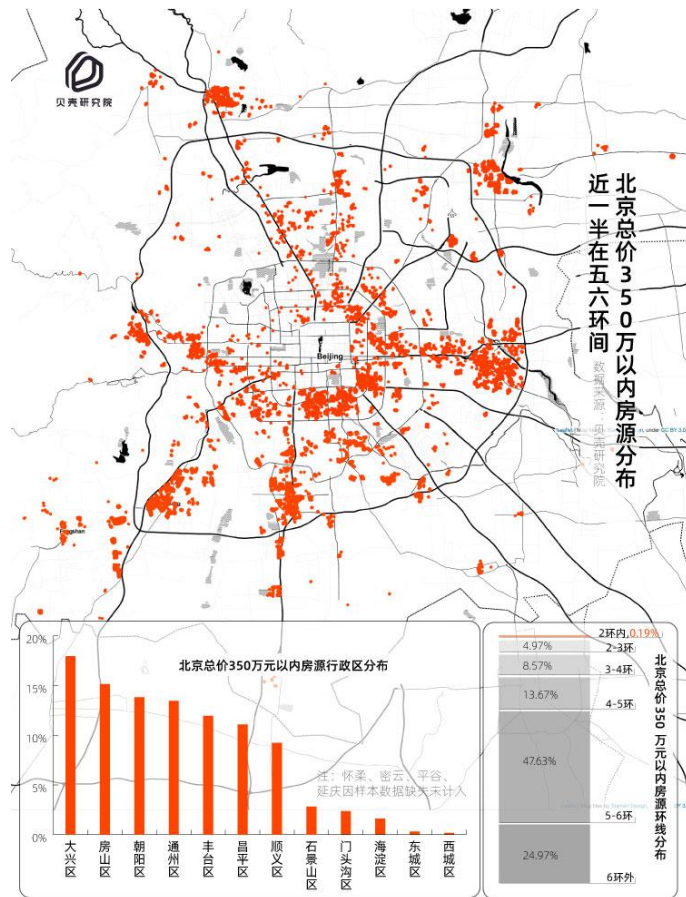 贝壳研究院
北京总价350万以内房源分布
近一半在五六环间
数据来源：贝壳研究院
Beijing
Fangshan
北京总价350万元以内房源行政区分布
20%
15%
10%
5%
0%
注：怀柔、密云、平谷、
延庆因样本数据缺失未计入
大兴区
房山区
朝阳区
通州区
丰台区
昌平区
顺义区
石景山区
门头沟区
海淀区
东城区
西城区
北京总价350万元以内房源环线分布
2环内,0.19%
4.97%
2-3环
8.57%
3-4环
13.67%
4-5环
47.63%
5-6环
24.97%
6环外